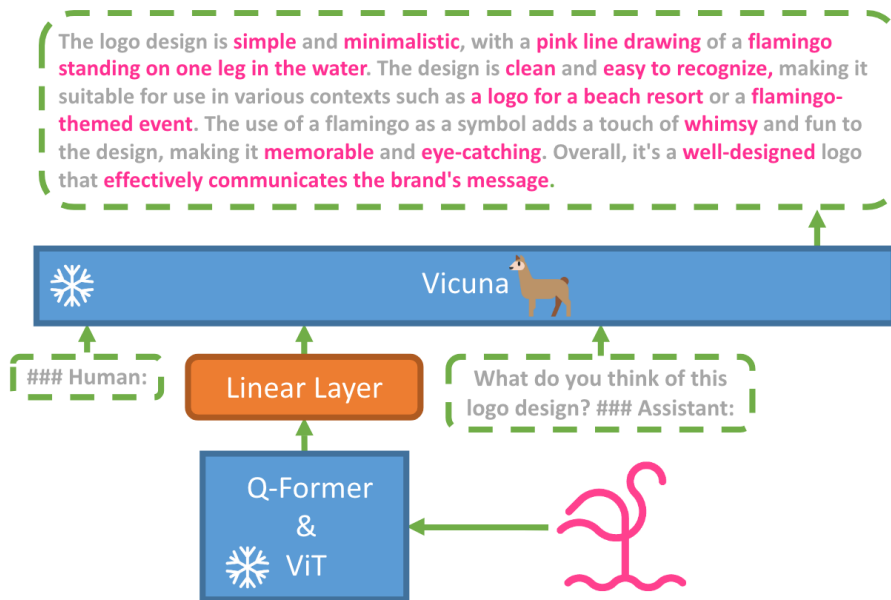 The logo design is simple and minimalistic, with a pink line drawing of a flamingo
standing on one leg in the water. The design is clean and easy to recognize, making it
suitable for use in various contexts such as a logo for a beach resort or a flamingo-
themed event. The use of a flamingo as a symbol adds a touch of whimsy and fun to
the design, making it memorable and eye-catching. Overall, it's a well-designed logo
that effectively communicates the brand's message.
Vicuna
### Human:
Linear Layer
What do you think of this
logo design? ### Assistant:
Q-Former
&
ViT